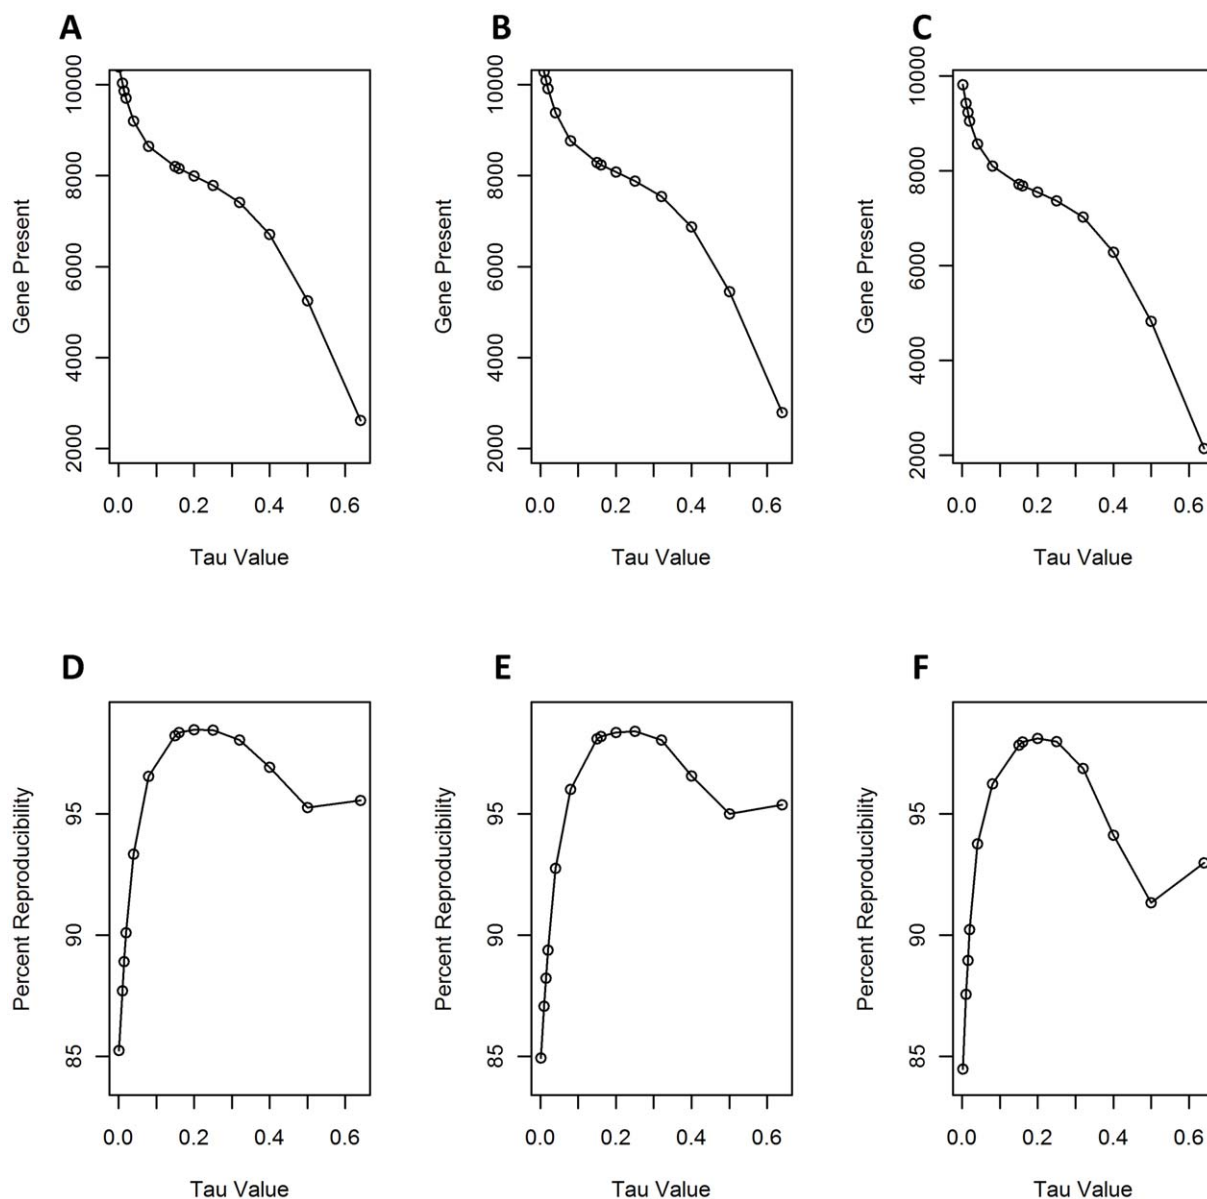 A
B
C
Gene Present
2000 4000 6000 8000 10000
0.0 0.2 0.4 0.6
Tau Value
Gene Present
2000 4000 6000 8000 10000
0.0 0.2 0.4 0.6
Tau Value
Gene Present
2000 4000 6000 8000 10000
0.0 0.2 0.4 0.6
Tau Value
D
E
F
Percent Reproducibility
85 90 95
0.0 0.2 0.4 0.6
Tau Value
Percent Reproducibility
85 90 95
0.0 0.2 0.4 0.6
Tau Value
Percent Reproducibility
85 90 95
0.0 0.2 0.4 0.6
Tau Value